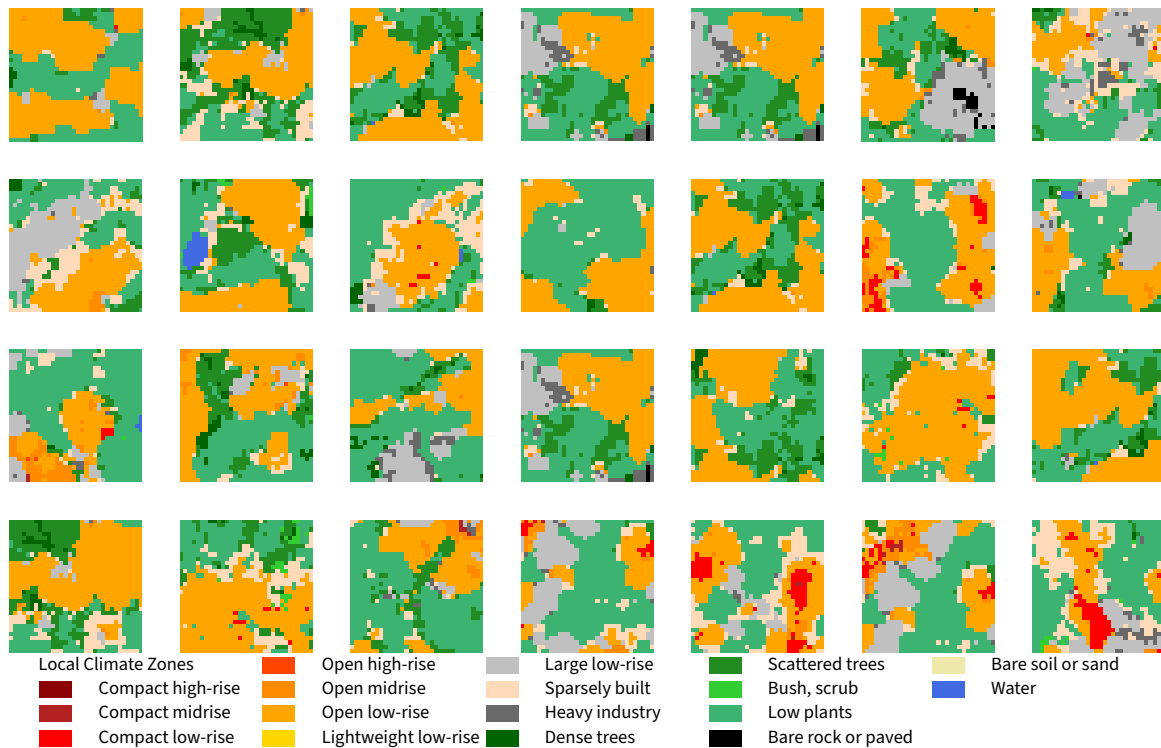 Local Climate Zones
Compact high-rise
Compact midrise
Compact low-rise
Open high-rise
Open midrise
Open low-rise
Lightweight low-rise
Large low-rise
Sparsely built
Heavy industry
Dense trees
Scattered trees
Bush, scrub
Low plants
Bare rock or paved
Bare soil or sand
Water